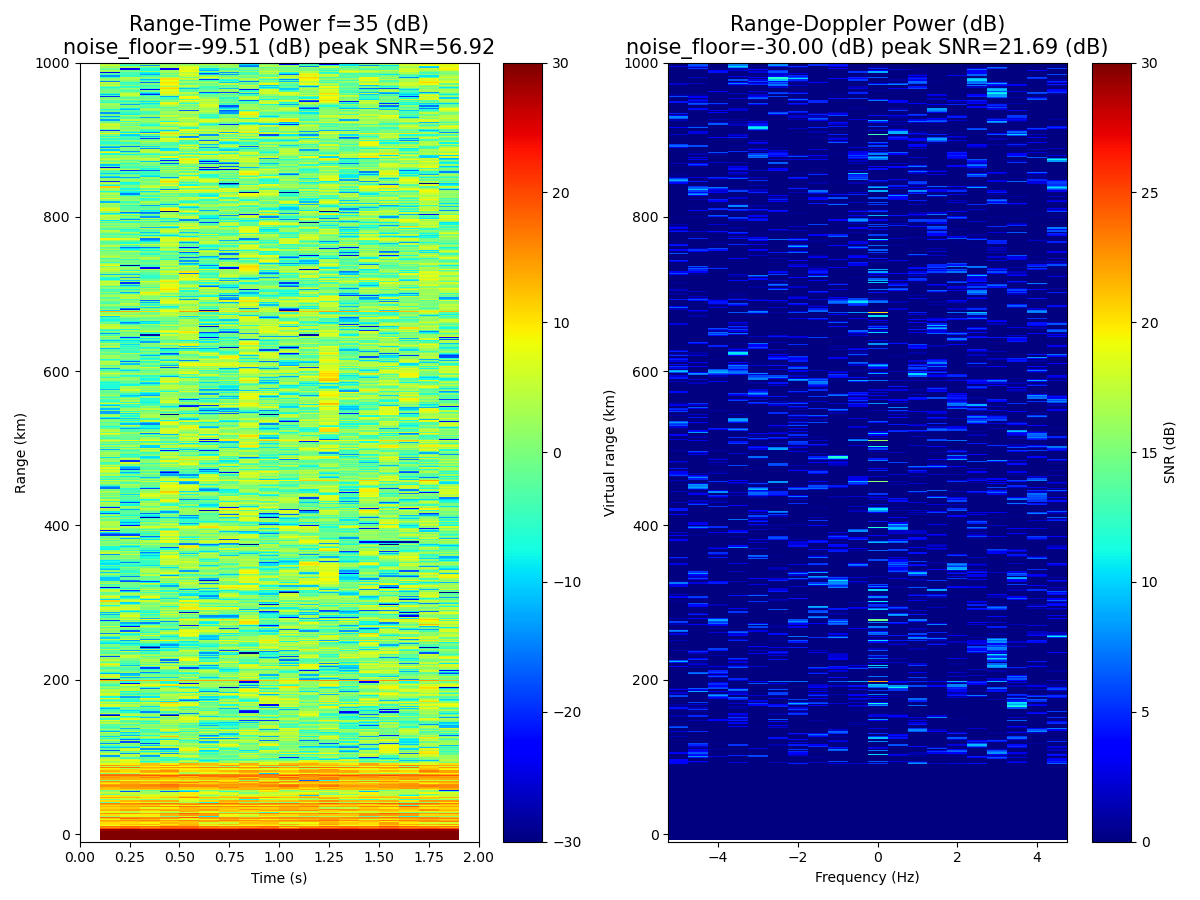 Range-Time Power f=35 (dB)
noise_floor=-99.51 (dB) peak SNR=56.92
Range (km)
1000
800
600
400
200
0
0.00 0.25 0.50 0.75 1.00 1.25 1.50 1.75 2.00
Time (s)
30
20
10
0
−10
−20
−30
Range-Doppler Power (dB)
noise_floor=-30.00 (dB) peak SNR=21.69 (dB)
Virtual range (km)
1000
800
600
400
200
0
−4 −2 0 2 4
Frequency (Hz)
30
25
20
15
10
5
0
SNR (dB)